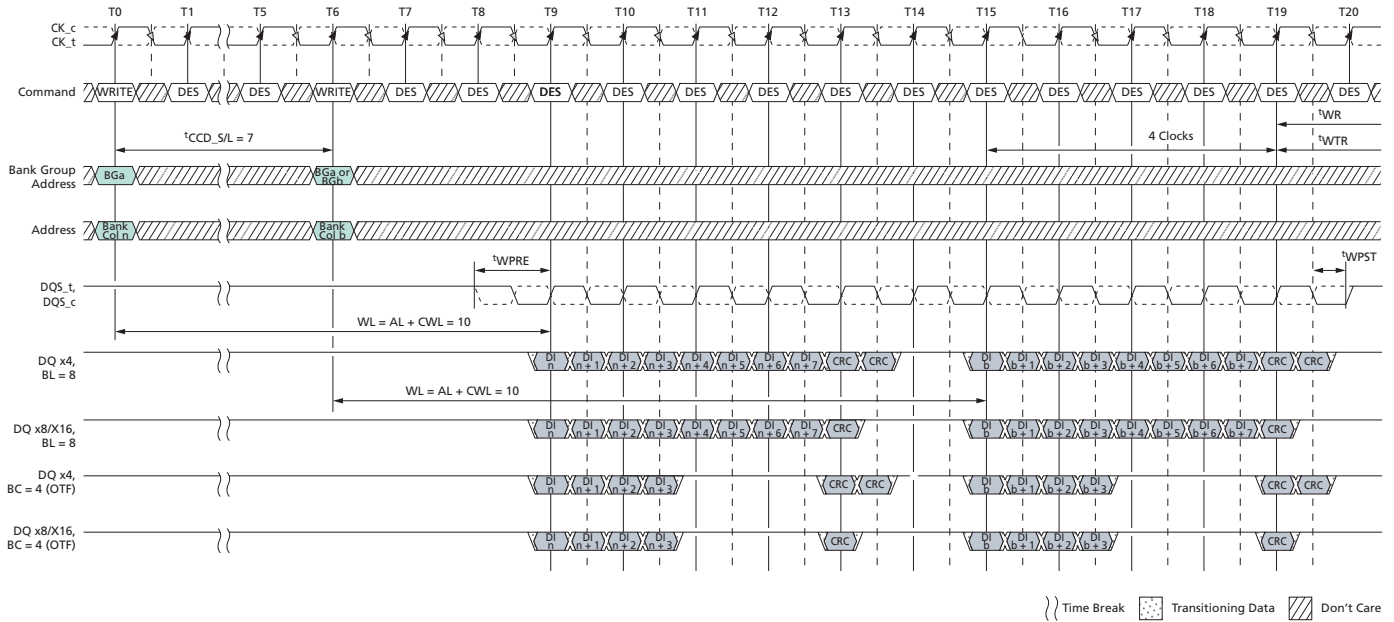 T0 T1 T5 T6 T7 T8 T9 T10 T11 T12 T13 T14 T15 T16 T17 T18 T19 T20
CK_c
CK_t
Command WRITE DES DES WRITE DES DES DES DES DES DES DES DES DES DES DES DES DES DES
tWR
tCCD_S/L = 7
4 Clocks
tWTR
Bank Group
Address
BGa
BGa or
BGb
Address
Bank
Col n
Bank
Col b
tWPRE
tWPST
DQS_t,
DQS_c
WL = AL + CWL = 10
DQ x4,
BL = 8
DI n DI n + 1 DI n + 2 DI n + 3 DI n + 4 DI n + 5 DI n + 6 DI n + 7 CRC CRC DI b DI b + 1 DI b + 2 DI b + 3 DI b + 4 DI b + 5 DI b + 6 DI b + 7 CRC CRC
WL = AL + CWL = 10
DQ x8/X16,
BL = 8
DI n DI n + 1 DI n + 2 DI n + 3 DI n + 4 DI n + 5 DI n + 6 DI n + 7 CRC DI b DI b + 1 DI b + 2 DI b + 3 DI b + 4 DI b + 5 DI b + 6 DI b + 7 CRC
DQ x4,
BC = 4 (OTF)
DI n DI n + 1 DI n + 2 DI n + 3 CRC CRC DI b DI b + 1 DI b + 2 DI b + 3 CRC CRC
DQ x8/X16,
BC = 4 (OTF)
DI n DI n + 1 DI n + 2 DI n + 3 CRC DI b DI b + 1 DI b + 2 DI b + 3 CRC
Time Break Transitioning Data Don't Care